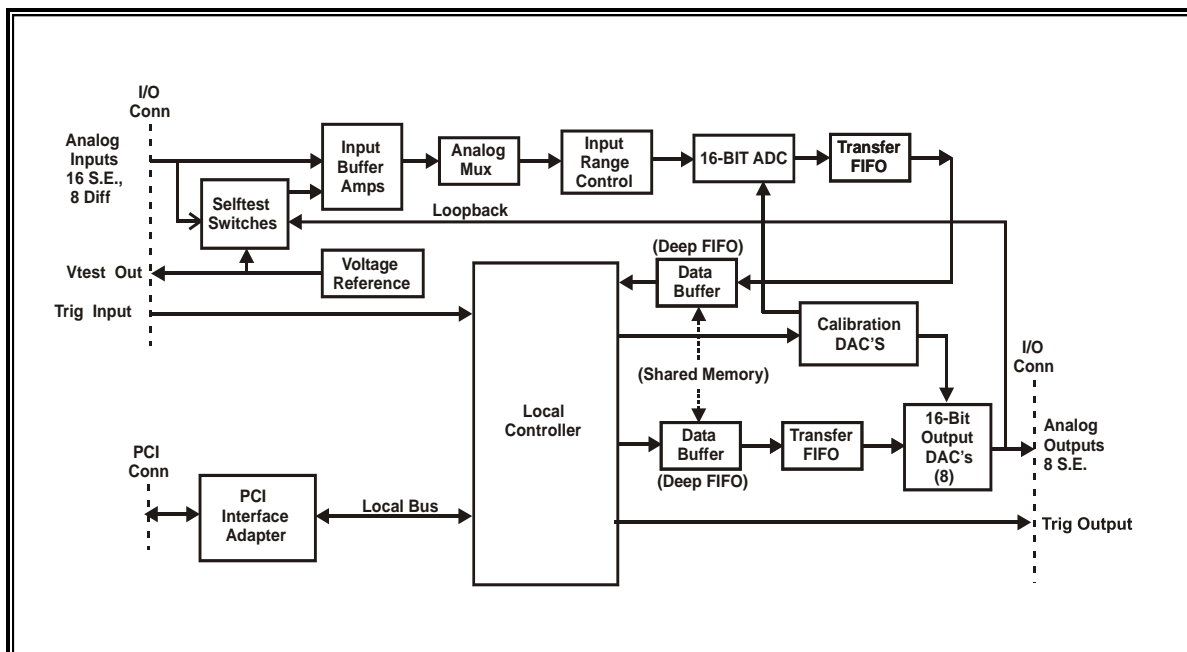 I/O
Conn
Analog
Inputs
16 S.E.,
8 Diff
Input
Buffer
Amps
Analog
Mux
Input
Range
Control
16-BIT ADC
Transfer
FIFO
Selftest
Switches
Loopback
Vtest Out
Voltage
Reference
(Deep FIFO)
Data
Buffer
Trig Input
Calibration
DAC'S
I/O
Conn
(Shared Memory)
Local
Controller
Data
Buffer
(Deep FIFO)
Transfer
FIFO
16-Bit
Output
DAC's
(8)
Analog
Outputs
8 S.E.
PCI
Conn
PCI
Interface
Adapter
Local Bus
Trig Output